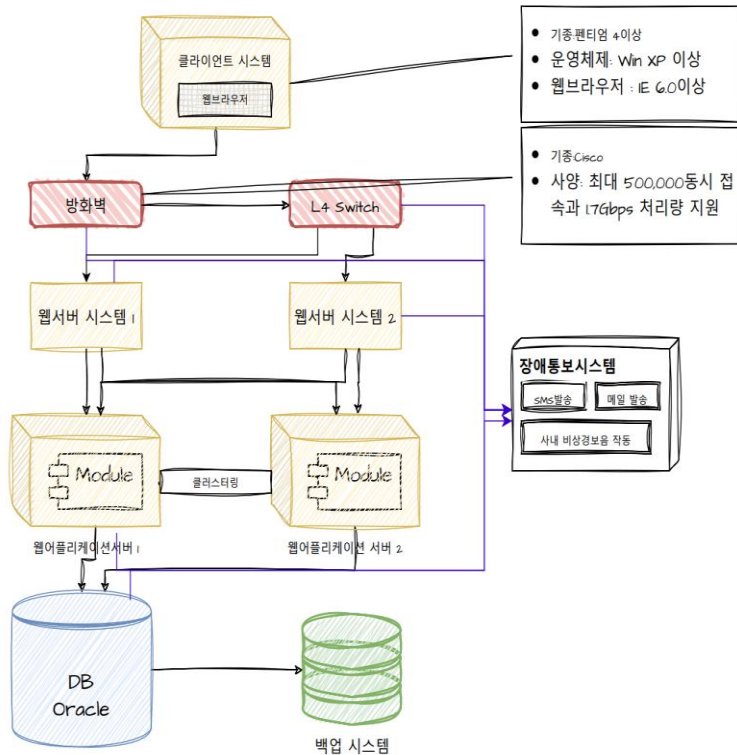 클라이언트 시스템
웹브라우저
기종:펜티엄 4이상
운영체제: Win XP 이상
웹브라우저 : IE 6.0이상
방화벽
L4 Switch
기종:Cisco
사양: 최대 500,000동시 접
속과 1.7Gbps 처리량 지원
웹서버 시스템 1
웹서버 시스템 2
장애통보시스템
SMS발송
메일 발송
사내 비상경보음 작동
Module
클러스터링
Module
웹어플리케이션서버 1
웹어플리케이션 서버 2
DB
Oracle
백업 시스템